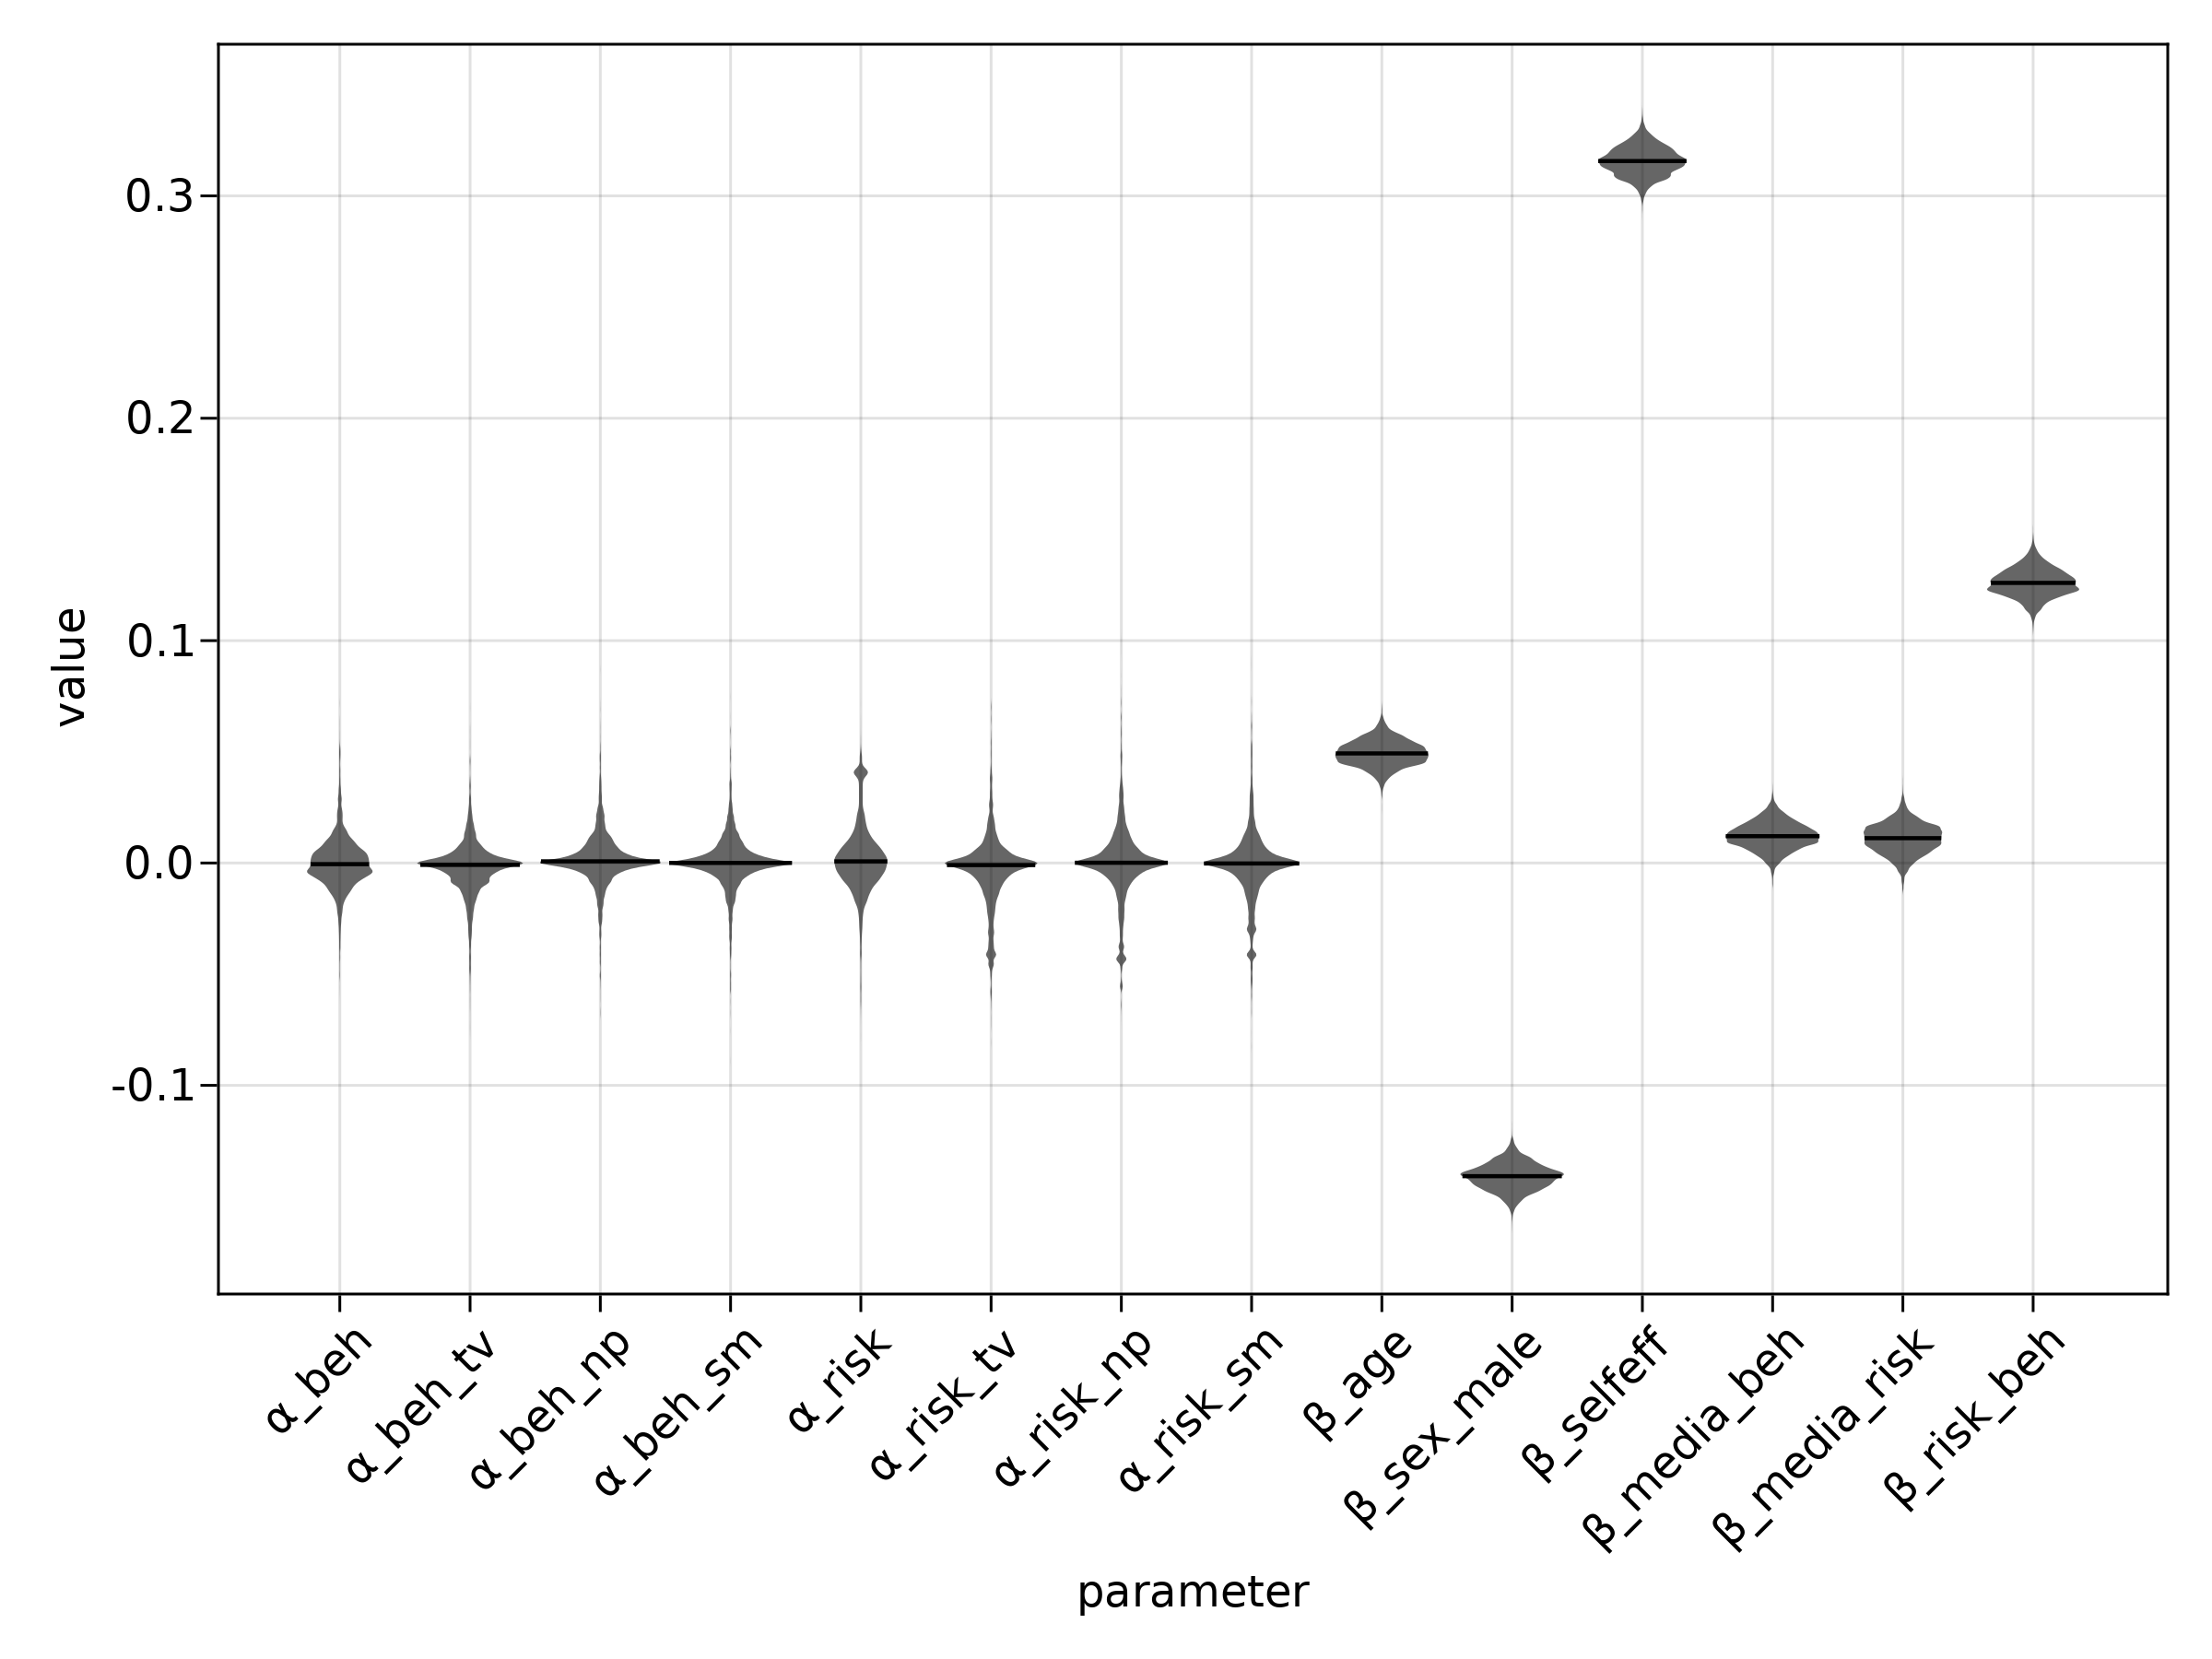 0.3
0.2
0.1
0.0
-0.1
value
α_beh
α_beh_tv
α_beh_np
α_beh_sm
α_risk
α_risk_tv
α_risk_np
α_risk_sm
β_age
β_sex_male
β_selfeff
β_media_beh
β_media_risk
β_risk_beh
parameter